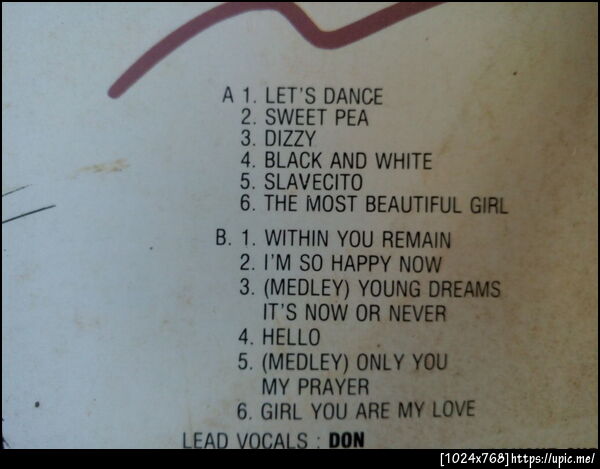 A 1. LET'S DANCE
2. SWEET PEA
3. DIZZY
4. BLACK AND WHITE
5. SLAVECITO
6. THE MOST BEAUTIFUL GIRL
B. 1. WITHIN YOU REMAIN
2. I'M SO HAPPY NOW
3. (MEDLEY) YOUNG DREAMS
IT'S NOW OR NEVER
4. HELLO
5. (MEDLEY) ONLY YOU
MY PRAYER
6. GIRL YOU ARE MY LOVE
LEAD VOCALS : DON
[1024x768]https://upic.me/